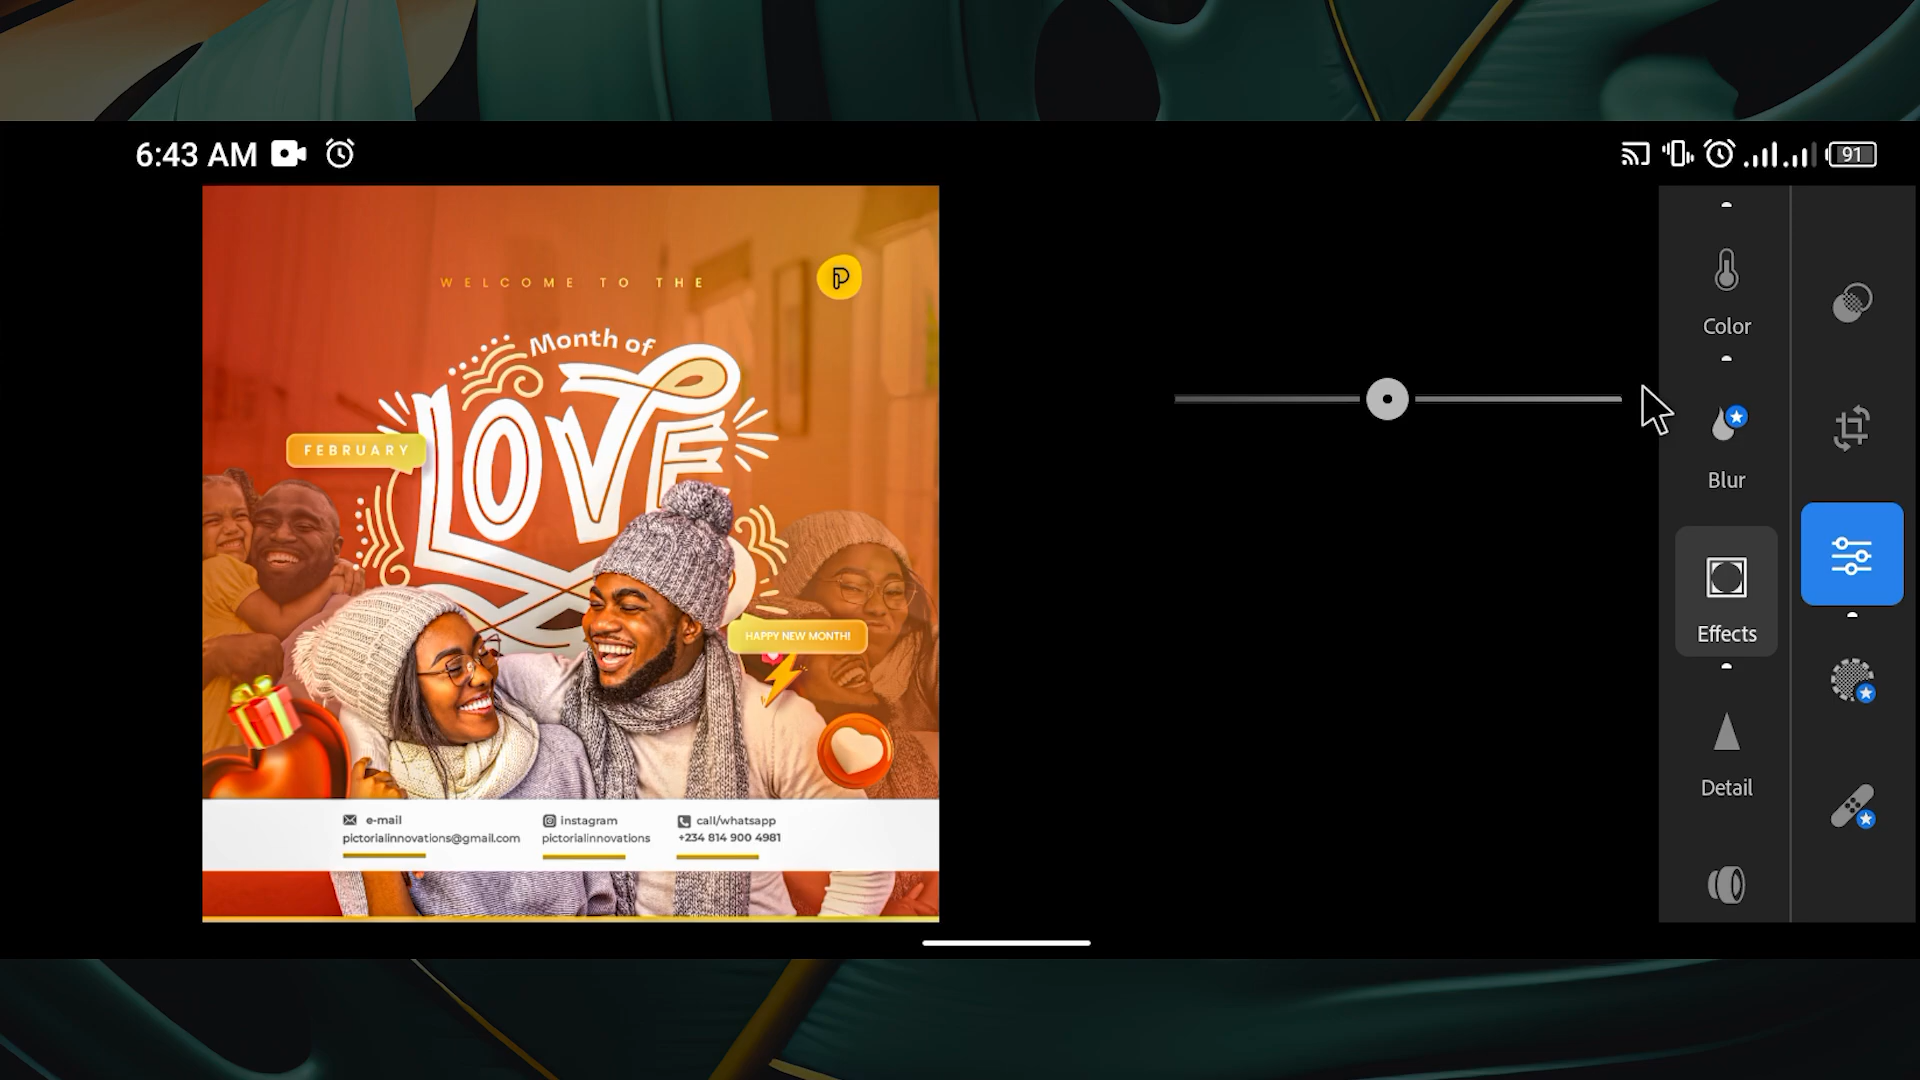 6:43 AM
91
WELCOME TO THE
P
Month of
LOVE
FEBRUARY
HAPPY NEW MONTH!
e-mail
pictorialinnovations@gmail.com
instagram
pictorialinnovations
call/whatsapp
+234 814 900 4981
Color
Blur
Effects
Detail